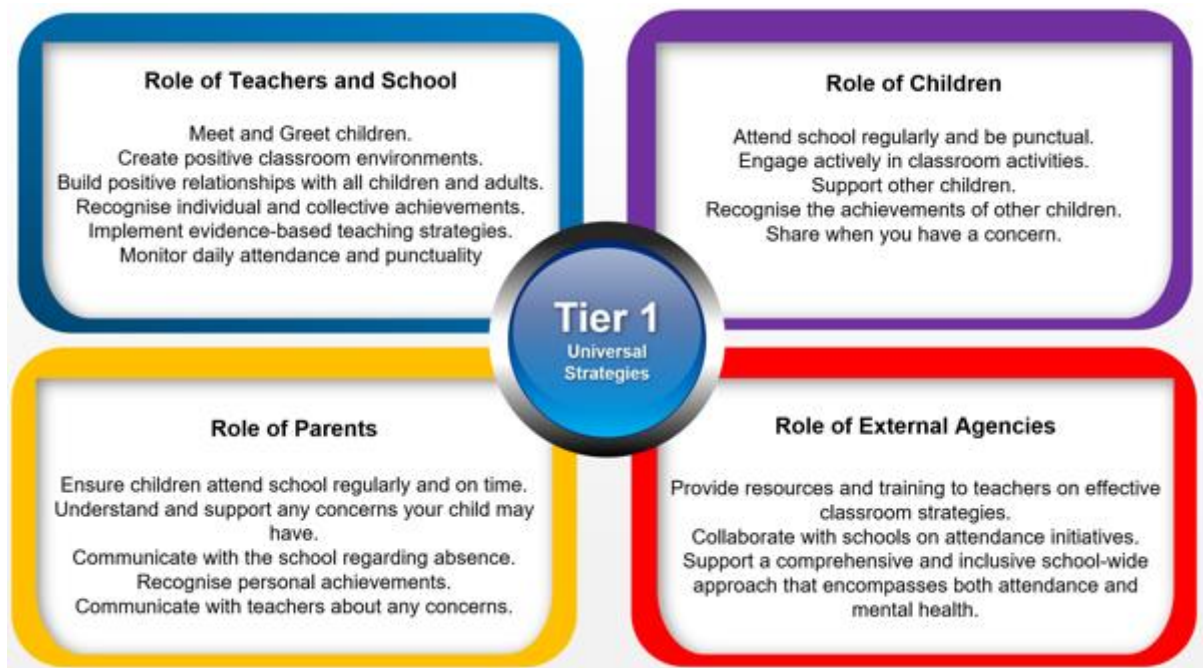 Role of Teachers and School
Meet and Greet children.
Create positive classroom environments.
Build positive relationships with all children and adults.
Recognise individual and collective achievements.
Implement evidence-based teaching strategies.
Monitor daily attendance and punctuality
Role of Children
Attend school regularly and be punctual.
Engage actively in classroom activities.
Support other children.
Recognise the achievements of other children.
Share when you have a concern.
Tier 1
Universal
Strategies
Role of Parents
Ensure children attend school regularly and on time.
Understand and support any concerns your child may
have.
Communicate with the school regarding absence.
Recognise personal achievements.
Communicate with teachers about any concerns.
Role of External Agencies
Provide resources and training to teachers on effective
classroom strategies.
Collaborate with schools on attendance initiatives.
Support a comprehensive and inclusive school-wide
approach that encompasses both attendance and
mental health.